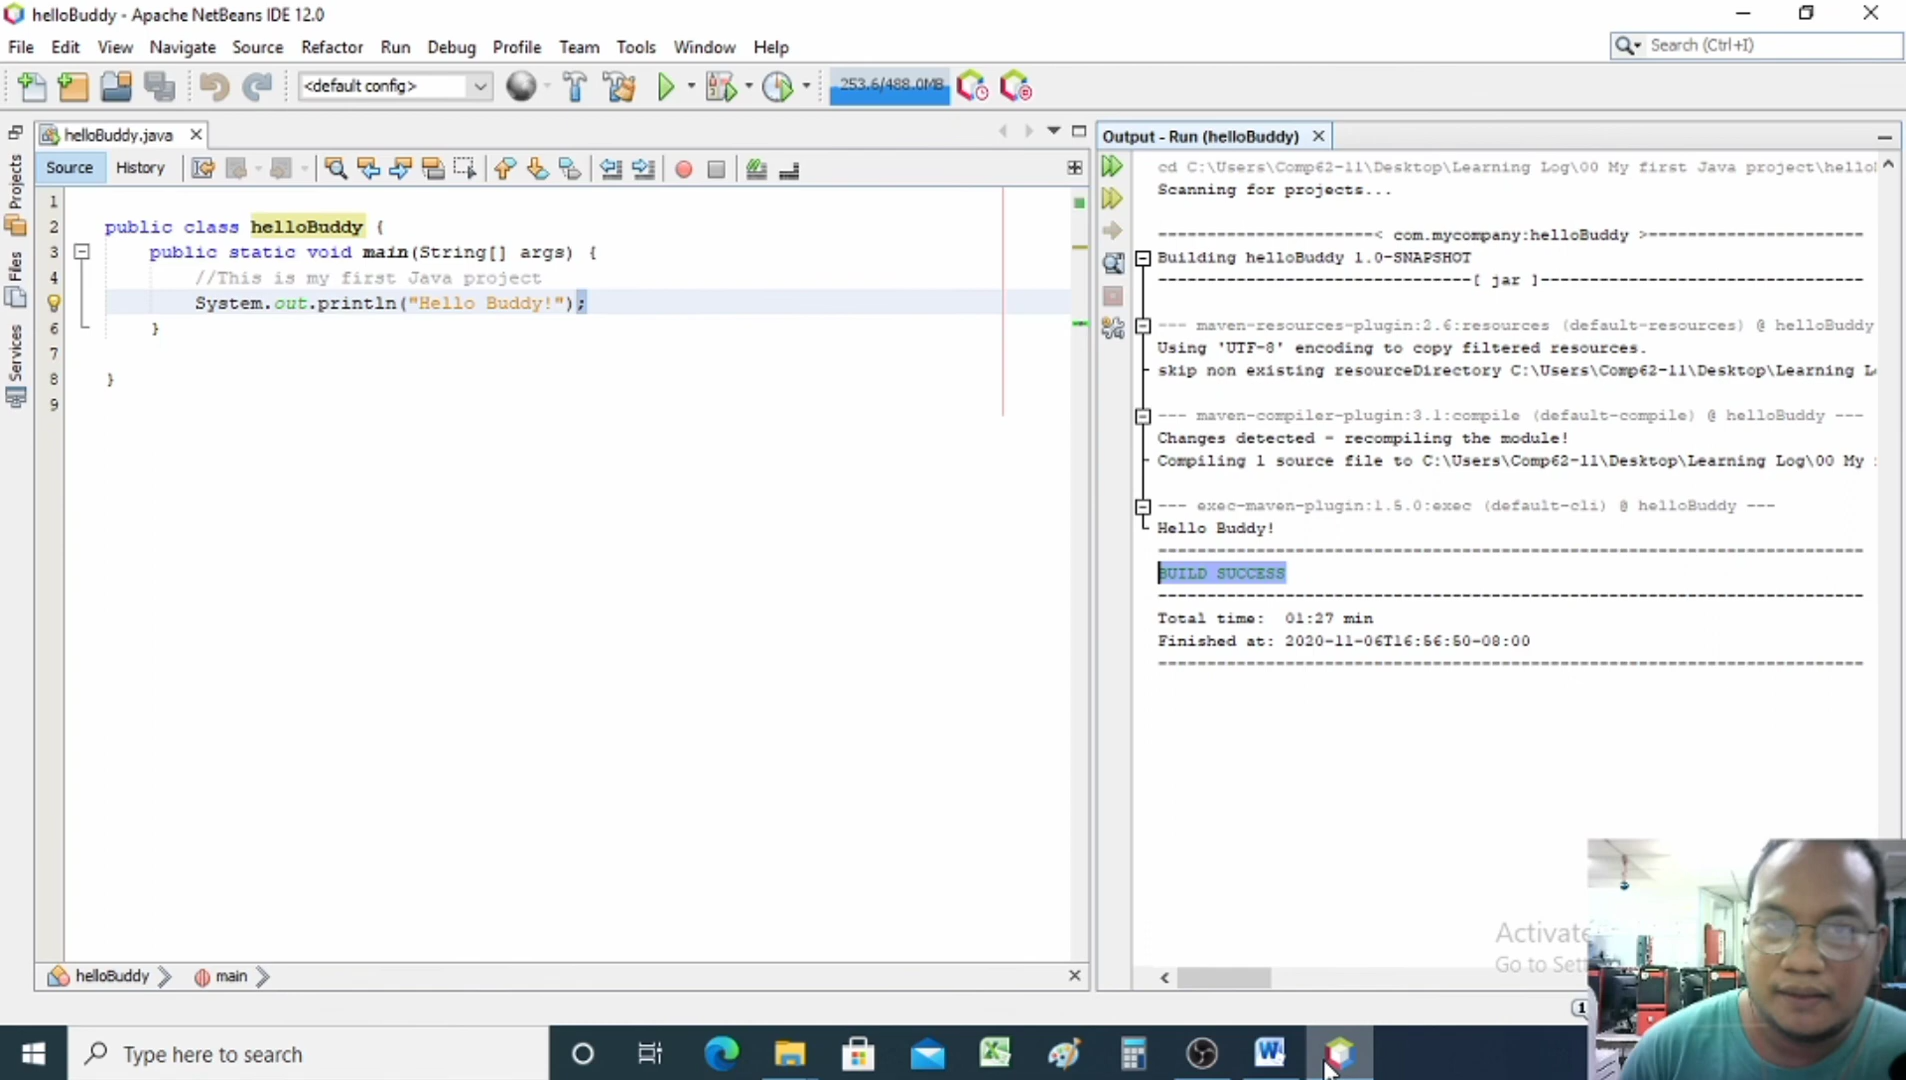 helloBuddy - Apache NetBeans IDE 12.0
File Edit View Navigate Source Refactor Run Debug Profile Team Tools Window Help
Search (Ctrl+I)
<default config>
253.6/488.0MB
helloBuddy.java
Source History
Projects
Files
Services
1
2 public class helloBuddy {
3 public static void main(String[] args) {
4 //This is my first Java project
System.out.println("Hello Buddy!");
6 }
7
8 }
9
helloBuddy main
Output - Run (helloBuddy)
cd C:\Users\Comp62-11\Desktop\Learning Log\00 My first Java project\hello
Scanning for projects...
-----------------------< com.mycompany:helloBuddy >-----------------------
Building helloBuddy 1.0-SNAPSHOT
--------------------------------[ jar ]---------------------------------
--- maven-resources-plugin:2.6:resources (default-resources) @ helloBuddy
Using 'UTF-8' encoding to copy filtered resources.
skip non existing resourceDirectory C:\Users\Comp62-11\Desktop\Learning L
--- maven-compiler-plugin:3.1:compile (default-compile) @ helloBuddy ---
Changes detected - recompiling the module!
Compiling 1 source file to C:\Users\Comp62-11\Desktop\Learning Log\00 My
--- exec-maven-plugin:1.5.0:exec (default-cli) @ helloBuddy ---
Hello Buddy!
------------------------------------------------------------------------
BUILD SUCCESS
------------------------------------------------------------------------
Total time: 01:27 min
Finished at: 2020-11-06T16:56:50-08:00
------------------------------------------------------------------------
Activate
Go to Set
1
Type here to search